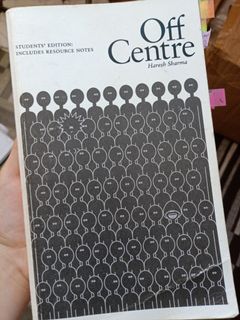 STUDENTS' EDITION:
INCLUDES RESOURCE NOTES
Off
Centre
Haresh Sharma